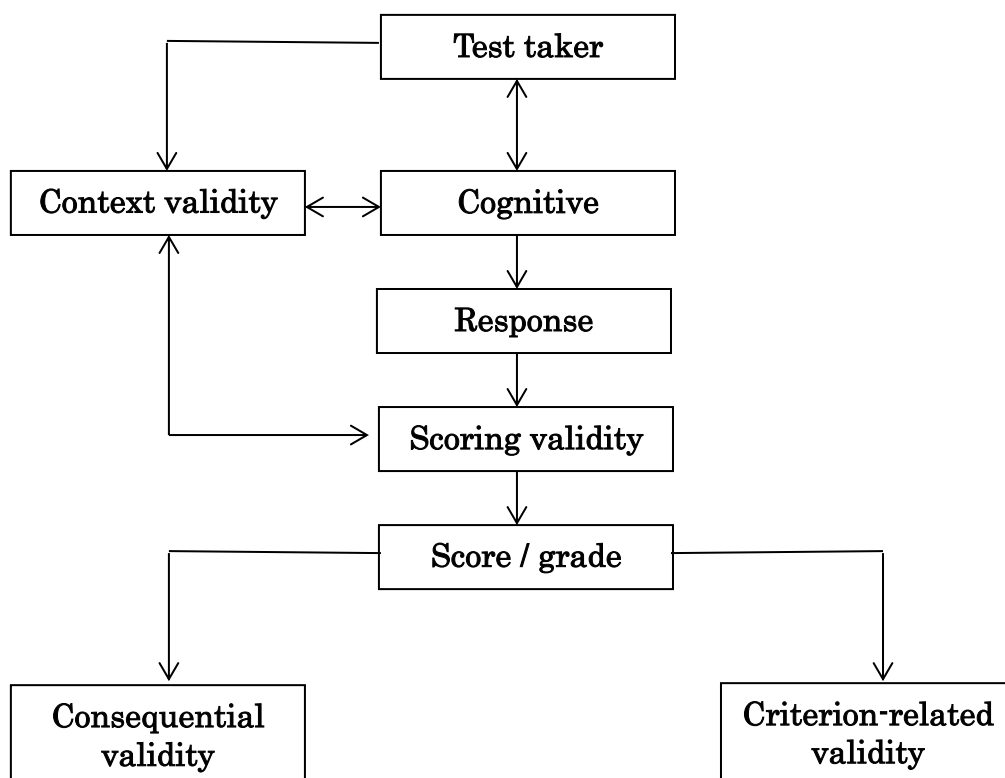 Test taker
Context validity
Cognitive
Response
Scoring validity
Score / grade
Consequential
validity
Criterion-related
validity